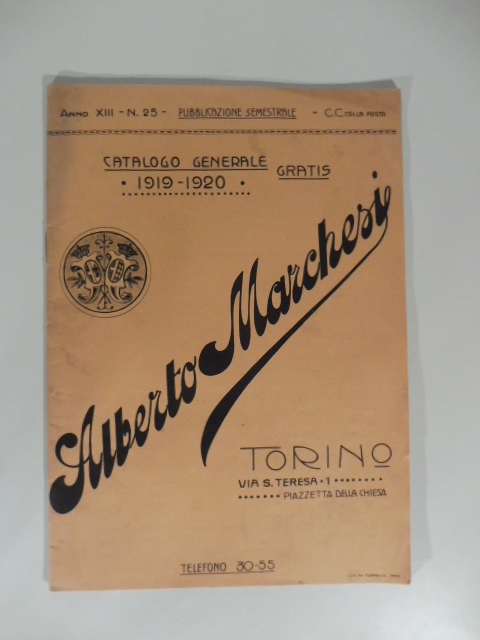 ANNO XIII - N. 25 - PUBBLICAZIONE SEMESTRALE - C.C. COLLA POSTA
CATALOGO GENERALE GRATIS
• 1919-1920 •
Alberto Marchesi
TORINO
VIA S. TERESA • 1
PIAZZETTA DELLA CHIESA
TELEFONO 30-55